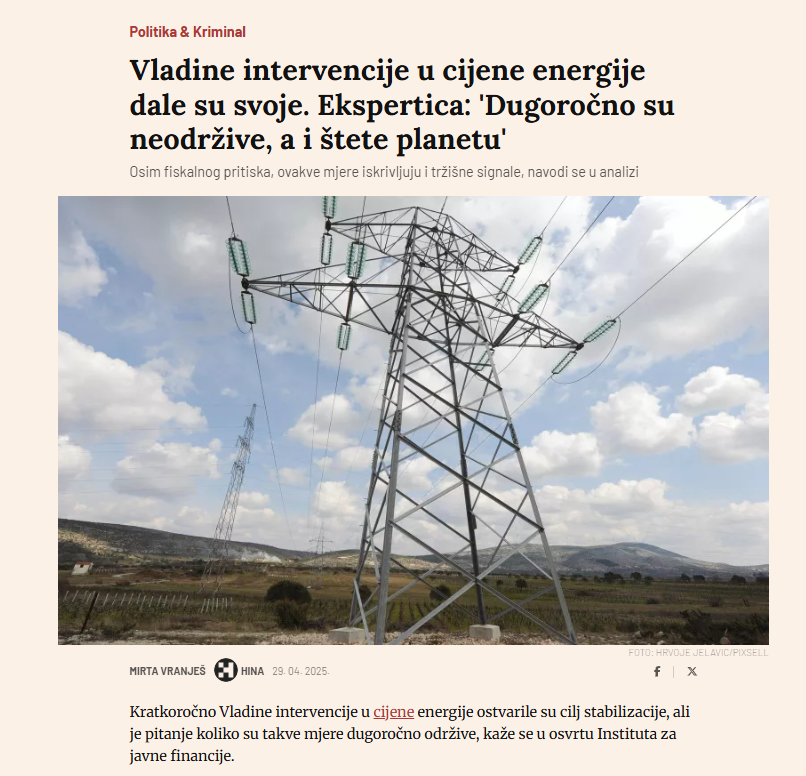 Politika & Kriminal
Vladine intervencije u cijene energije
dale su svoje. Ekspertica: 'Dugoročno su
neodržive, a i štete planetu'
Osim fiskalnog pritiska, ovakve mjere iskrivljuju i tržišne signale, navodi se u analizi
FOTO: HRVOJE JELAVIC/PIXSELL
MIRTA VRANJEŠ HINA 29. 04. 2025.
Kratkoročno Vladine intervencije u cijene energije ostvarile su cilj stabilizacije, ali
je pitanje koliko su takve mjere dugoročno održive, kaže se u osvrtu Instituta za
javne financije.